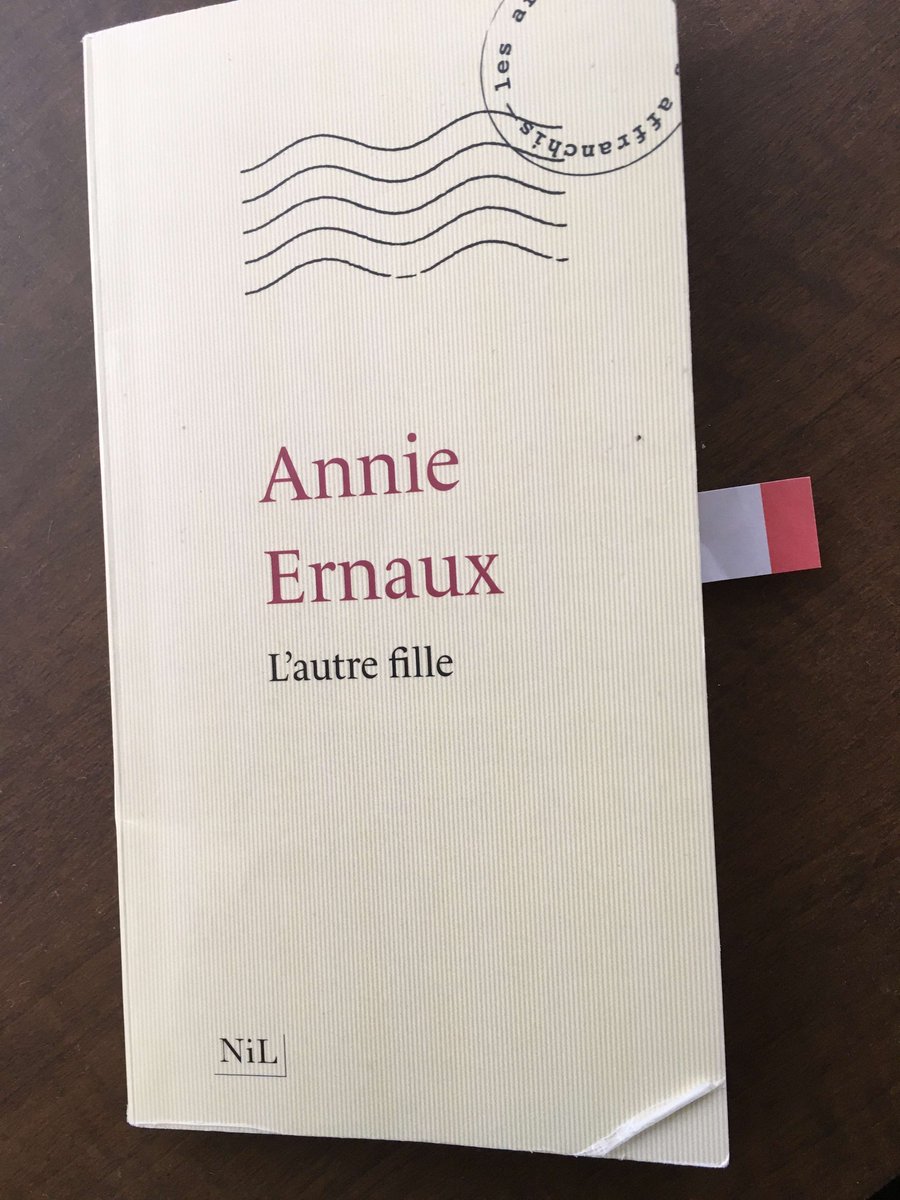 les
affranchis
Annie
Ernaux
L'autre fille
NiL